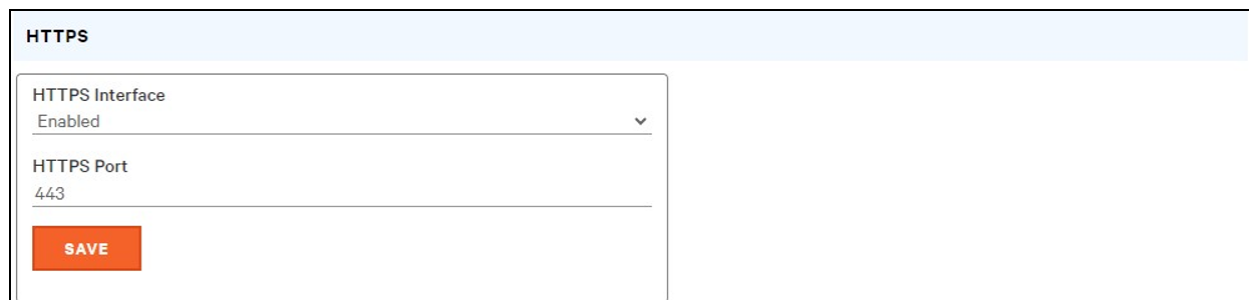 HTTPS
HTTPS Interface
Enabled
HTTPS Port
443
SAVE